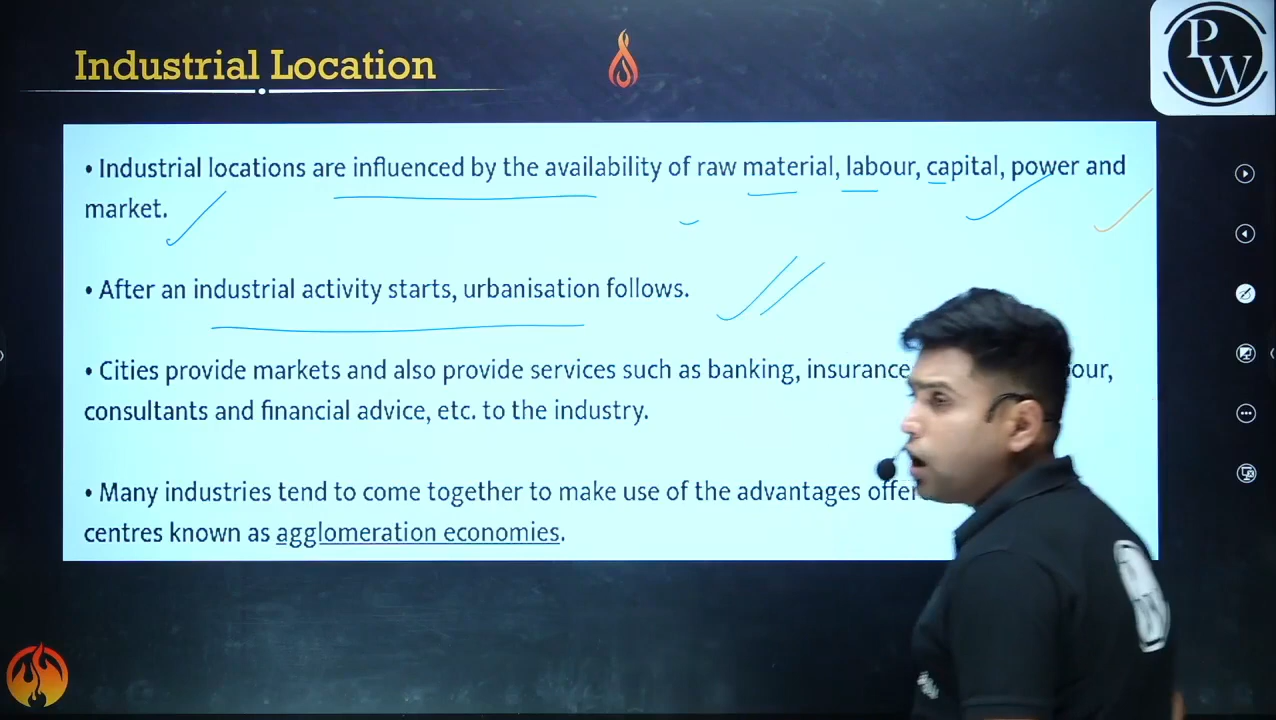 Industrial Location
PW
• Industrial locations are influenced by the availability of raw material, labour, capital, power and
market.
• After an industrial activity starts, urbanisation follows.
• Cities provide markets and also provide services such as banking, insurance
consultants and financial advice, etc. to the industry.
• Many industries tend to come together to make use of the advantages
centres known as agglomeration economies.